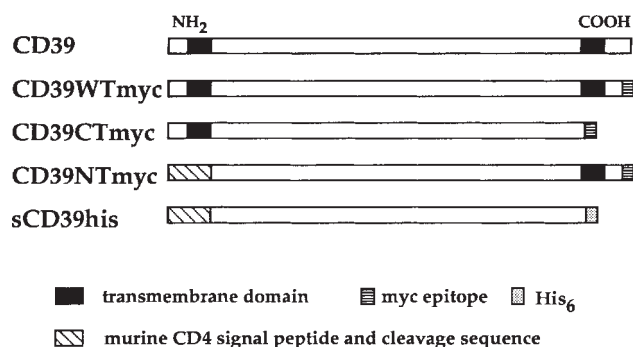 NH2 COOH
CD39
CD39WTmyc
CD39CTmyc
CD39NTmyc
sCD39his
transmembrane domain myc epitope His6
murine CD4 signal peptide and cleavage sequence